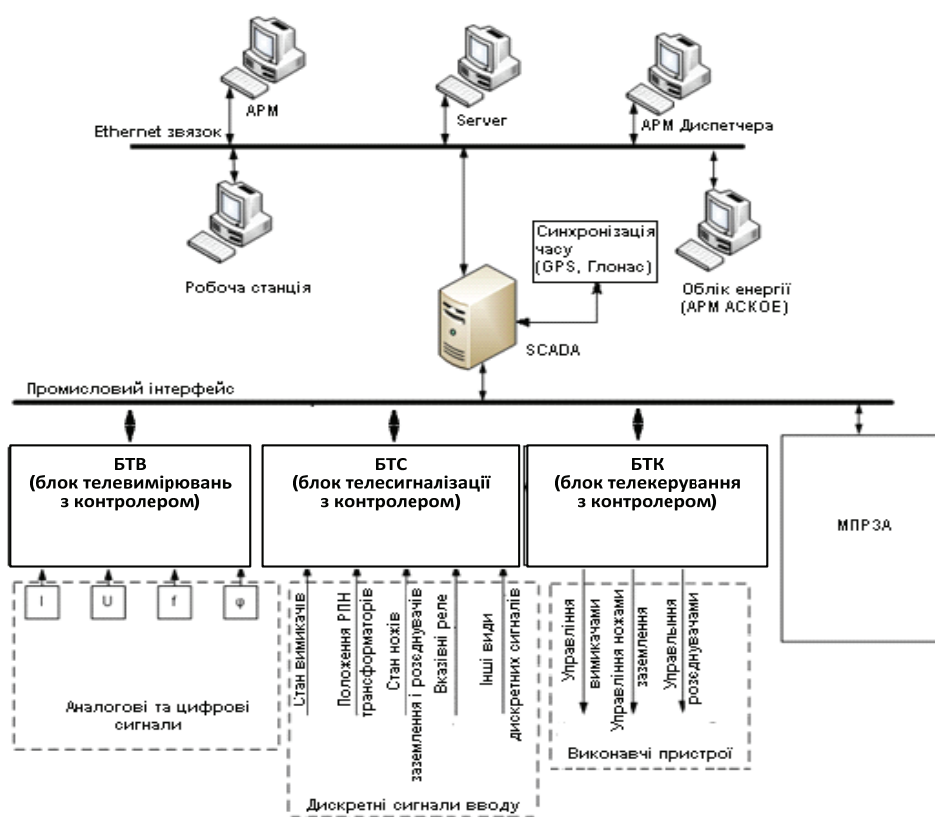 АРМ
Server
АРМ Диспетчера
Ethernet звязок
Робоча станція
Синхронізація
часу
(GPS, Глонас)
Облік енергії
(АРМ АСКОЕ)
SCADA
Промисловий інтерфейс
БТВ
(блок телевимірювань
з контролером)
БТС
(блок телесигналізації
з контролером)
БТК
(блок телекерування
з контролером)
МПРЗА
I
U
f
φ
Аналогові та цифрові
сигнали
Стан вимикачів
Положення РПН
трансформаторів
Стан ножів
заземлення і розєднувачів
Вказівні реле
Інші види
дискретних сигналів
Дискретні сигнали вводу
Управління
вимикачами
Управління ножами
заземлення
Управлыння
розєднувачами
Виконавчі пристрої